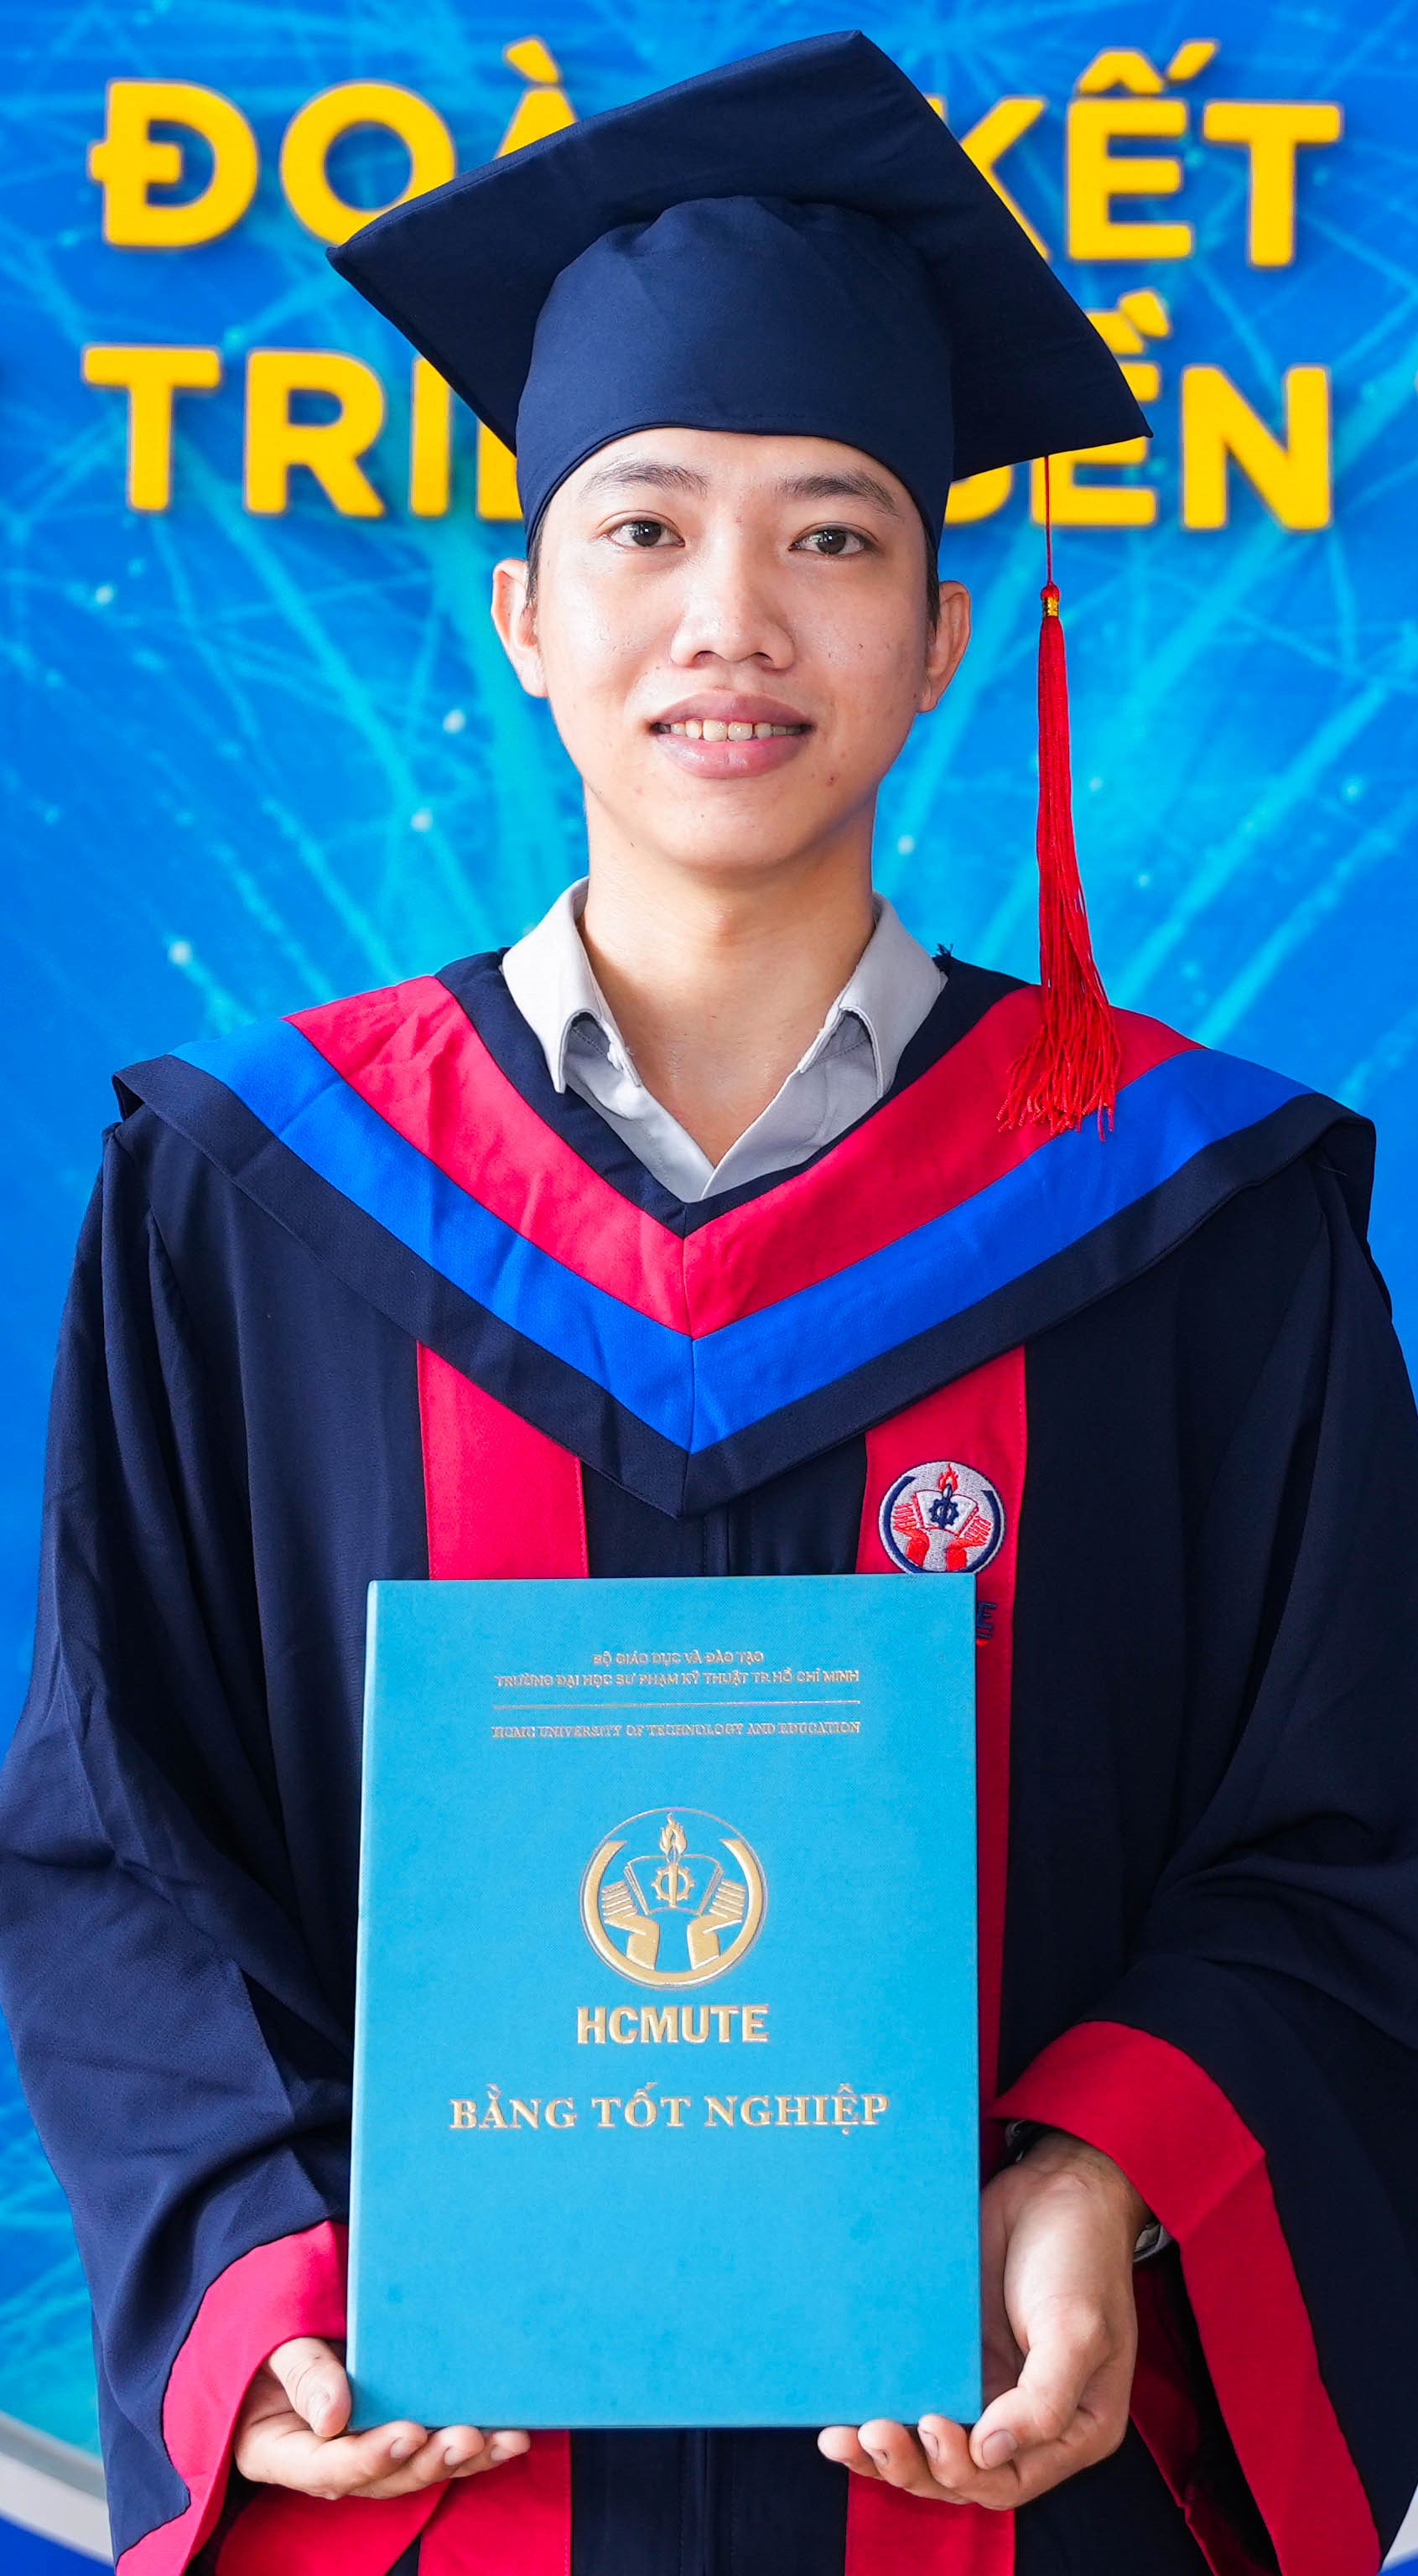 ĐOÀ KẾT
TRI BỀN
BỘ GIÁO DỤC VÀ ĐÀO TẠO
TRƯỜNG ĐẠI HỌC SƯ PHẠM KỸ THUẬT TP. HỒ CHÍ MINH
HCMC UNIVERSITY OF TECHNOLOGY AND EDUCATION
HCMUTE
BẰNG TỐT NGHIỆP